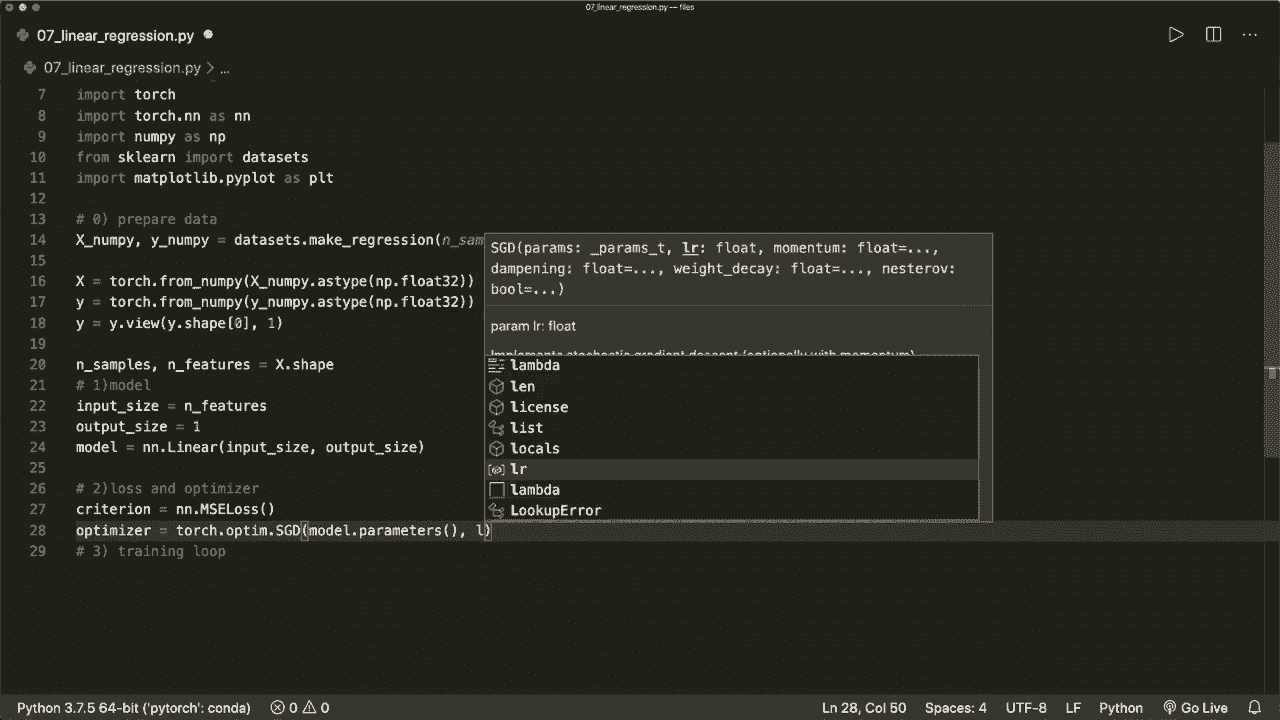 07_linear_regression.py — files
07_linear_regression.py
07_linear_regression.py > ...
7 import torch
8 import torch.nn as nn
9 import numpy as np
10 from sklearn import datasets
11 import matplotlib.pyplot as plt
12
13 # 0) prepare data
14 X_numpy, y_numpy = datasets.make_regression(n_sam
15
16 X = torch.from_numpy(X_numpy.astype(np.float32))
17 y = torch.from_numpy(y_numpy.astype(np.float32))
18 y = y.view(y.shape[0], 1)
19
20 n_samples, n_features = X.shape
21 # 1)model
22 input_size = n_features
23 output_size = 1
24 model = nn.Linear(input_size, output_size)
25
26 # 2)loss and optimizer
27 criterion = nn.MSELoss()
28 optimizer = torch.optim.SGD(model.parameters(), l)
29 # 3) training loop
SGD(params: _params_t, lr: float, momentum: float=...,
dampening: float=..., weight_decay: float=..., nesterov:
bool=...)
param lr: float
Implements stochastic gradient descent (optionally with momentum).
lambda
len
license
list
locals
lr
lambda
LookupError
Python 3.7.5 64-bit ('pytorch': conda) 0 0 Ln 28, Col 50 Spaces: 4 UTF-8 LF Python Go Live